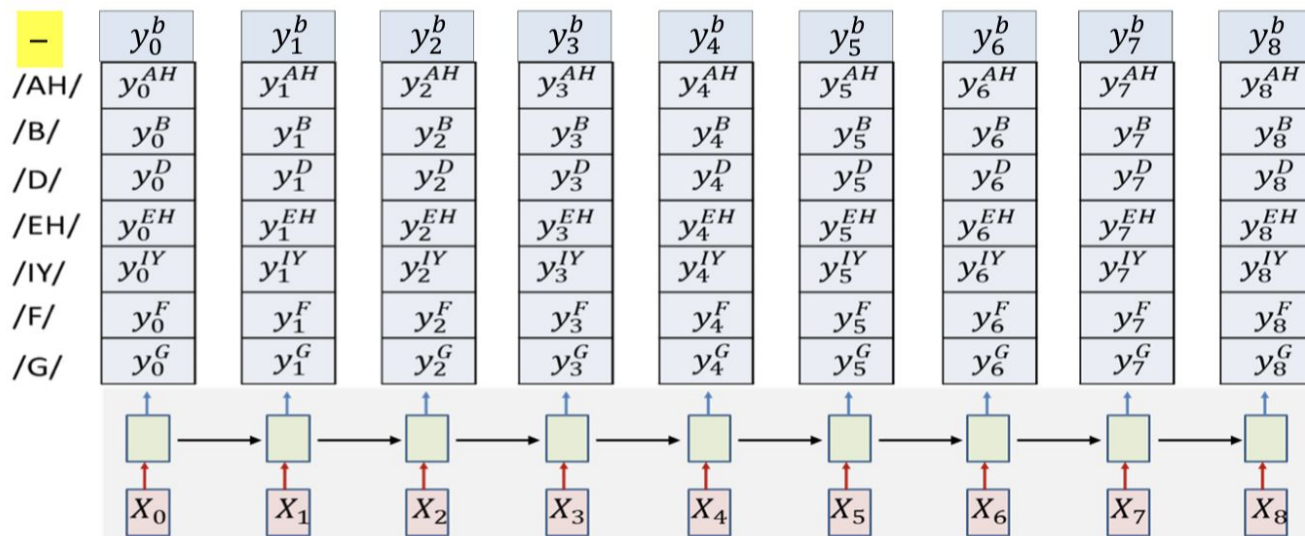 – y_0^b y_1^b y_2^b y_3^b y_4^b y_5^b y_6^b y_7^b y_8^b
/AH/ y_0^{AH} y_1^{AH} y_2^{AH} y_3^{AH} y_4^{AH} y_5^{AH} y_6^{AH} y_7^{AH} y_8^{AH}
/B/ y_0^B y_1^B y_2^B y_3^B y_4^B y_5^B y_6^B y_7^B y_8^B
/D/ y_0^D y_1^D y_2^D y_3^D y_4^D y_5^D y_6^D y_7^D y_8^D
/EH/ y_0^{EH} y_1^{EH} y_2^{EH} y_3^{EH} y_4^{EH} y_5^{EH} y_6^{EH} y_7^{EH} y_8^{EH}
/IY/ y_0^{IY} y_1^{IY} y_2^{IY} y_3^{IY} y_4^{IY} y_5^{IY} y_6^{IY} y_7^{IY} y_8^{IY}
/F/ y_0^F y_1^F y_2^F y_3^F y_4^F y_5^F y_6^F y_7^F y_8^F
/G/ y_0^G y_1^G y_2^G y_3^G y_4^G y_5^G y_6^G y_7^G y_8^G
X_0 X_1 X_2 X_3 X_4 X_5 X_6 X_7 X_8